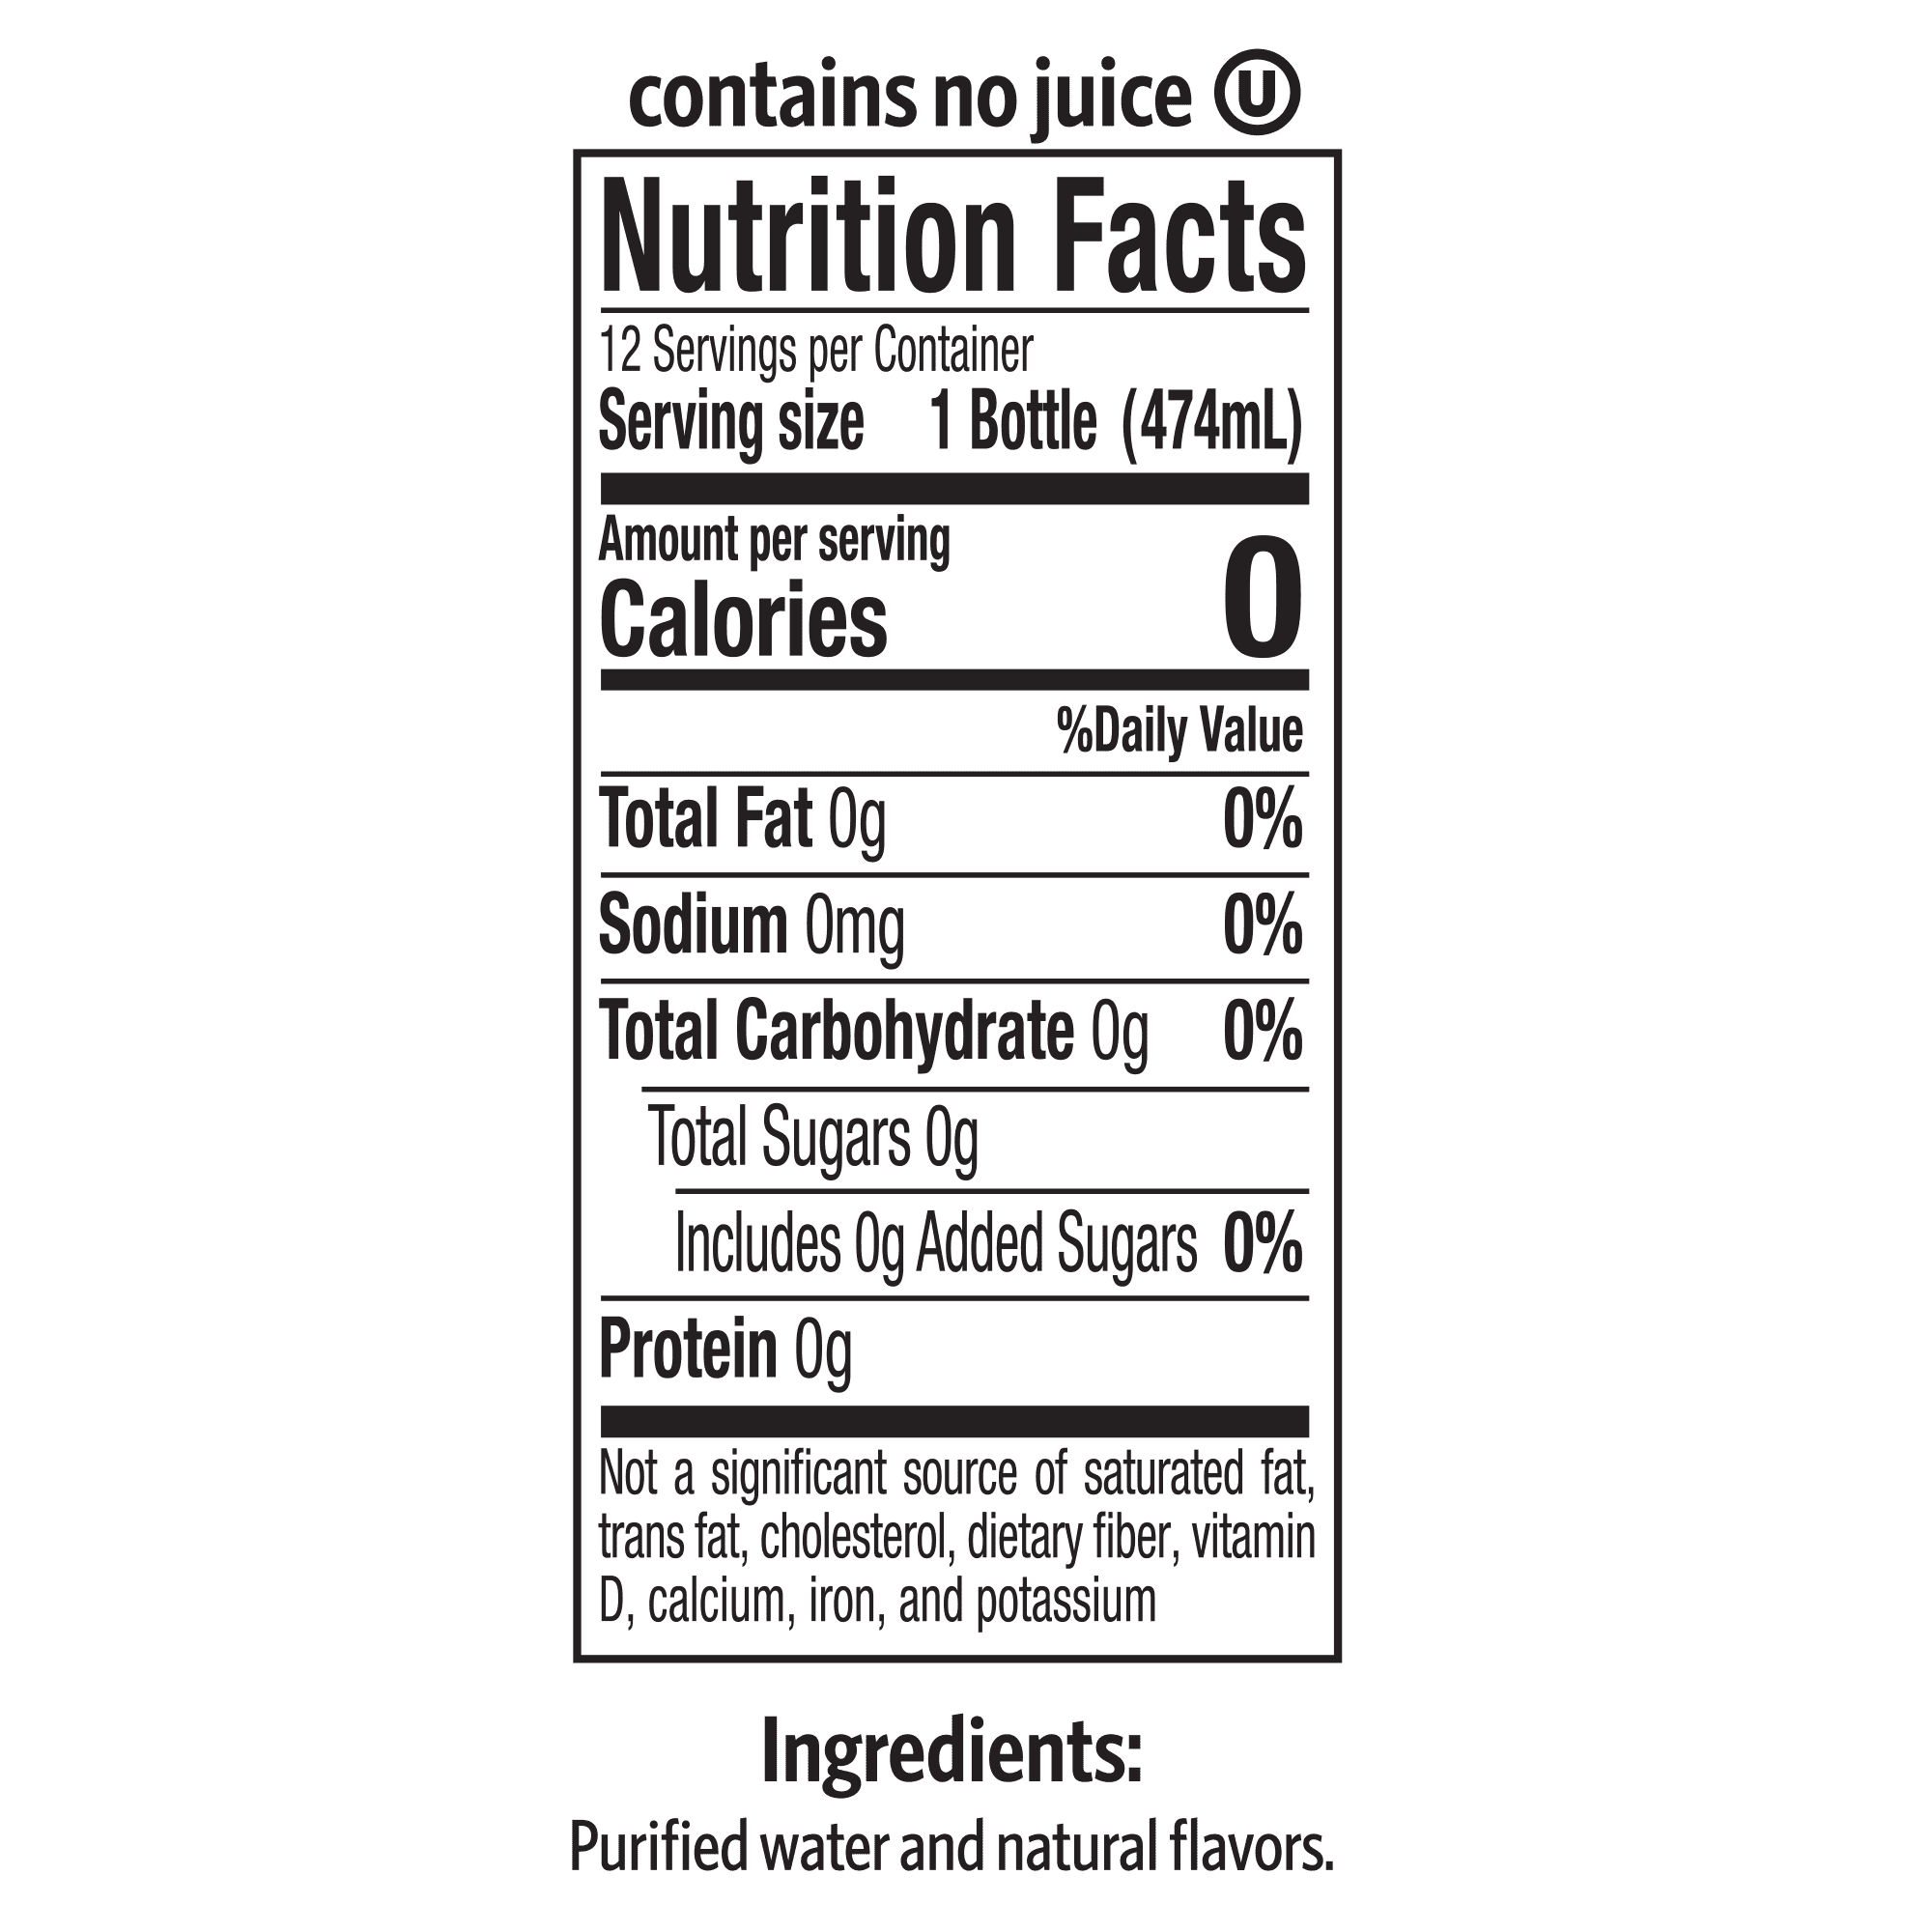 contains no juice Ⓤ
Nutrition Facts
12 Servings per Container
Serving size 1 Bottle (474mL)
Amount per serving
Calories 0
%Daily Value
Total Fat 0g 0%
Sodium 0mg 0%
Total Carbohydrate 0g 0%
Total Sugars 0g
Includes 0g Added Sugars 0%
Protein 0g
Not a significant source of saturated fat,
trans fat, cholesterol, dietary fiber, vitamin
D, calcium, iron, and potassium
Ingredients:
Purified water and natural flavors.